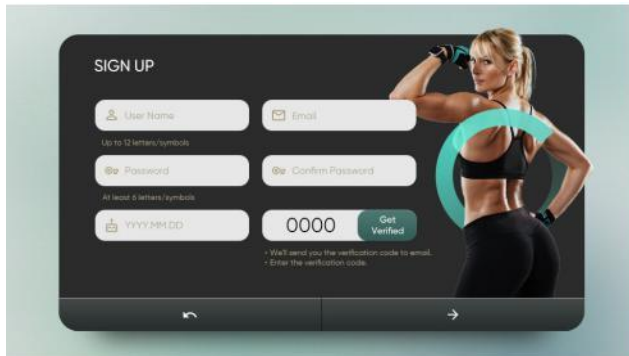 SIGN UP
User Name
Email
Up to 12 letters/symbols
Password
Confirm Password
At least 6 letters/symbols
YYYY.MM.DD
0000
Get
Verified
- We'll send you the verification code to email.
- Enter the verification code.